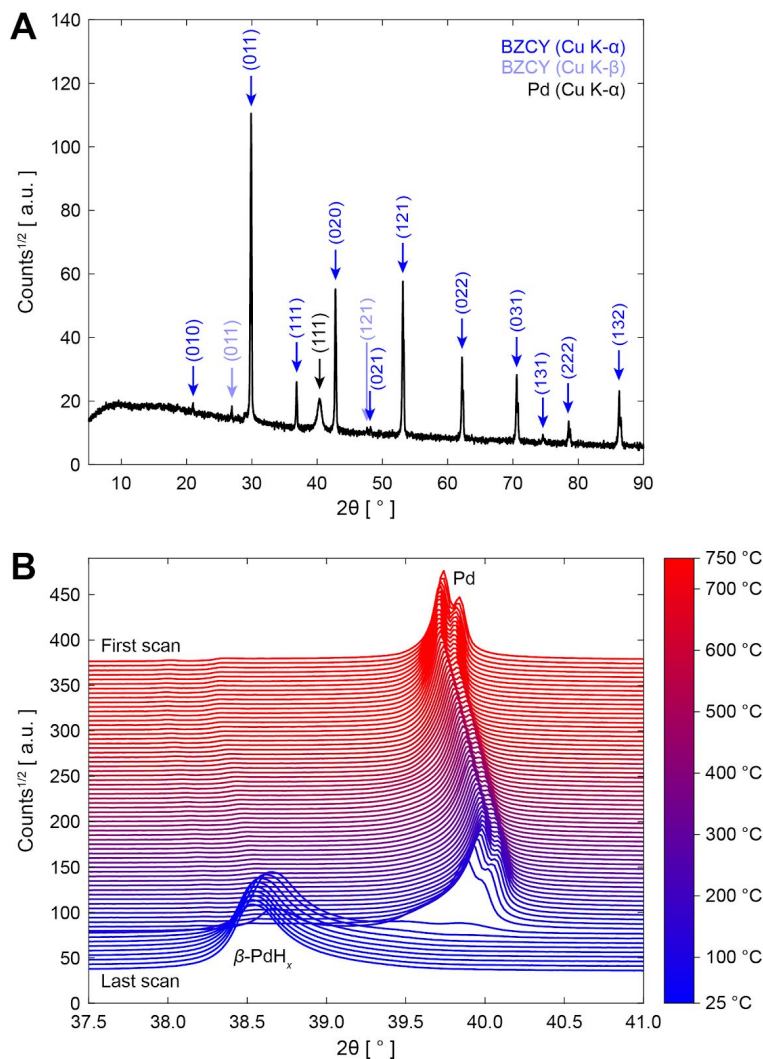 A
140
120
100
80
60
40
20
0
Counts1/2 [ a.u. ]
BZCY (Cu K-α)
BZCY (Cu K-β)
Pd (Cu K-α)
(010)
(011)
(011)
(111)
(111)
(020)
(121)
(021)
(121)
(022)
(031)
(131)
(222)
(132)
10 20 30 40 50 60 70 80 90
2θ [ ° ]
B
450
400
350
300
250
200
150
100
50
0
Counts1/2 [ a.u. ]
Pd
First scan
β-PdHx
Last scan
37.5 38.0 38.5 39.0 39.5 40.0 40.5 41.0
2θ [ ° ]
750 °C
700 °C
600 °C
500 °C
400 °C
300 °C
200 °C
100 °C
25 °C